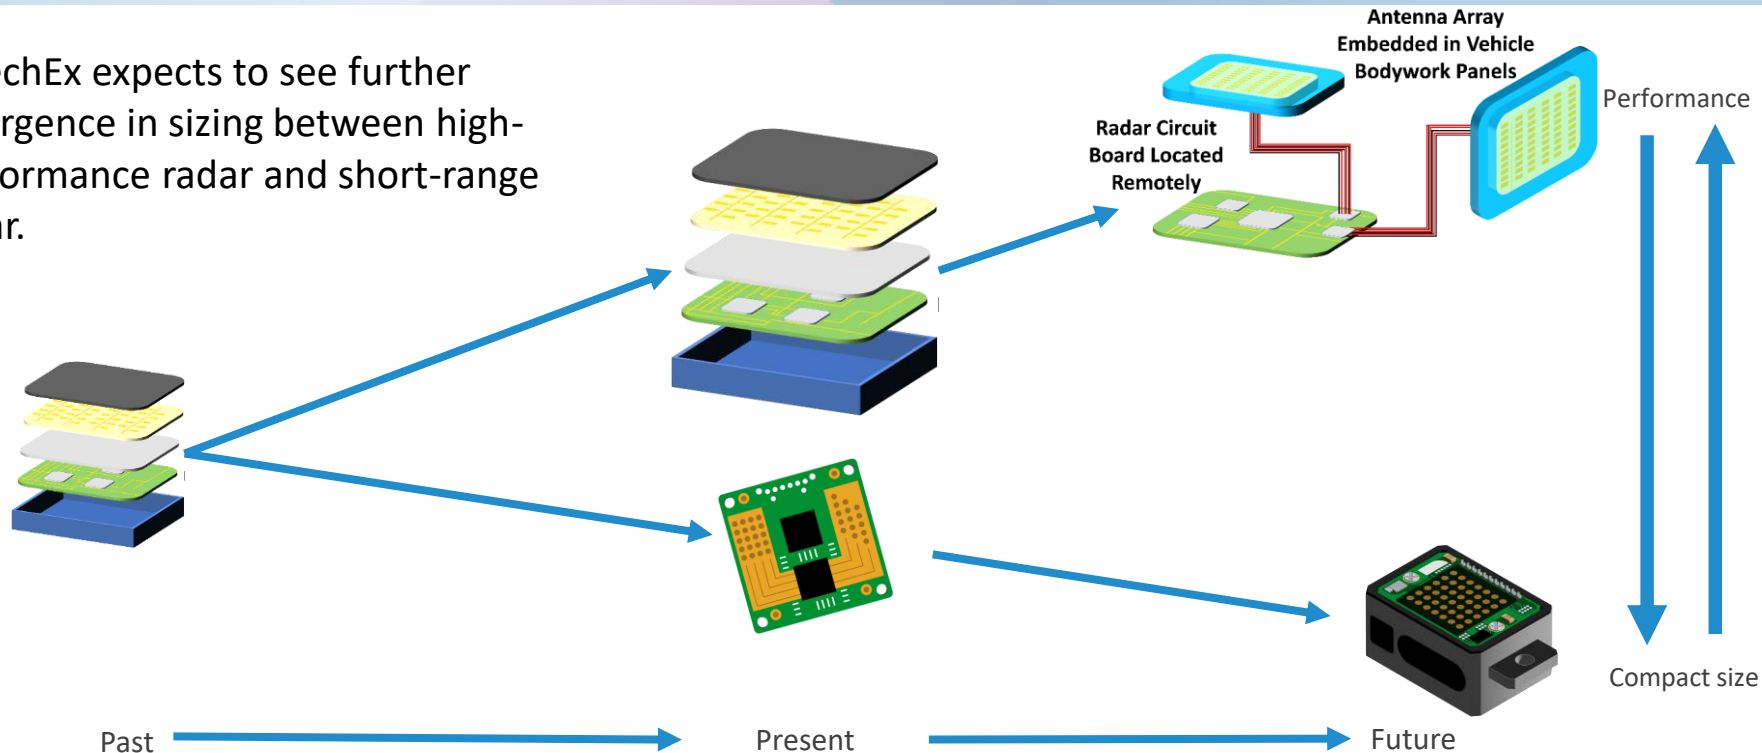 echEx expects to see further
rgence in sizing between high-
ormance radar and short-range
r.
Antenna Array
Embedded in Vehicle
Bodywork Panels
Radar Circuit
Board Located
Remotely
Performance
Compact size
Past
Present
Future